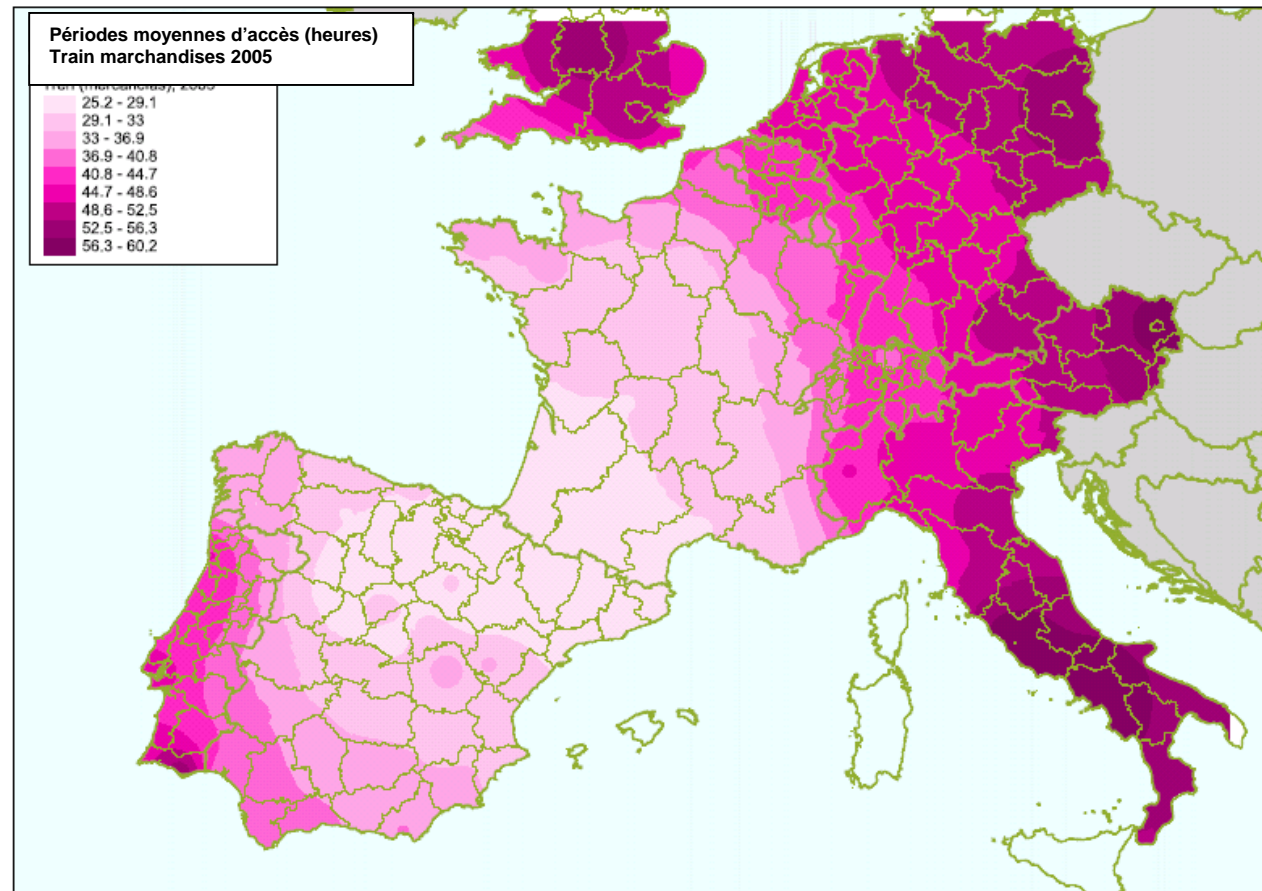 Périodes moyennes d'accès (heures)
Train marchandises 2005
25.2 - 29.1
29.1 - 33
33 - 36.9
36.9 - 40.8
40.8 - 44.7
44.7 - 48.6
48.6 - 52.5
52.5 - 56.3
56.3 - 60.2